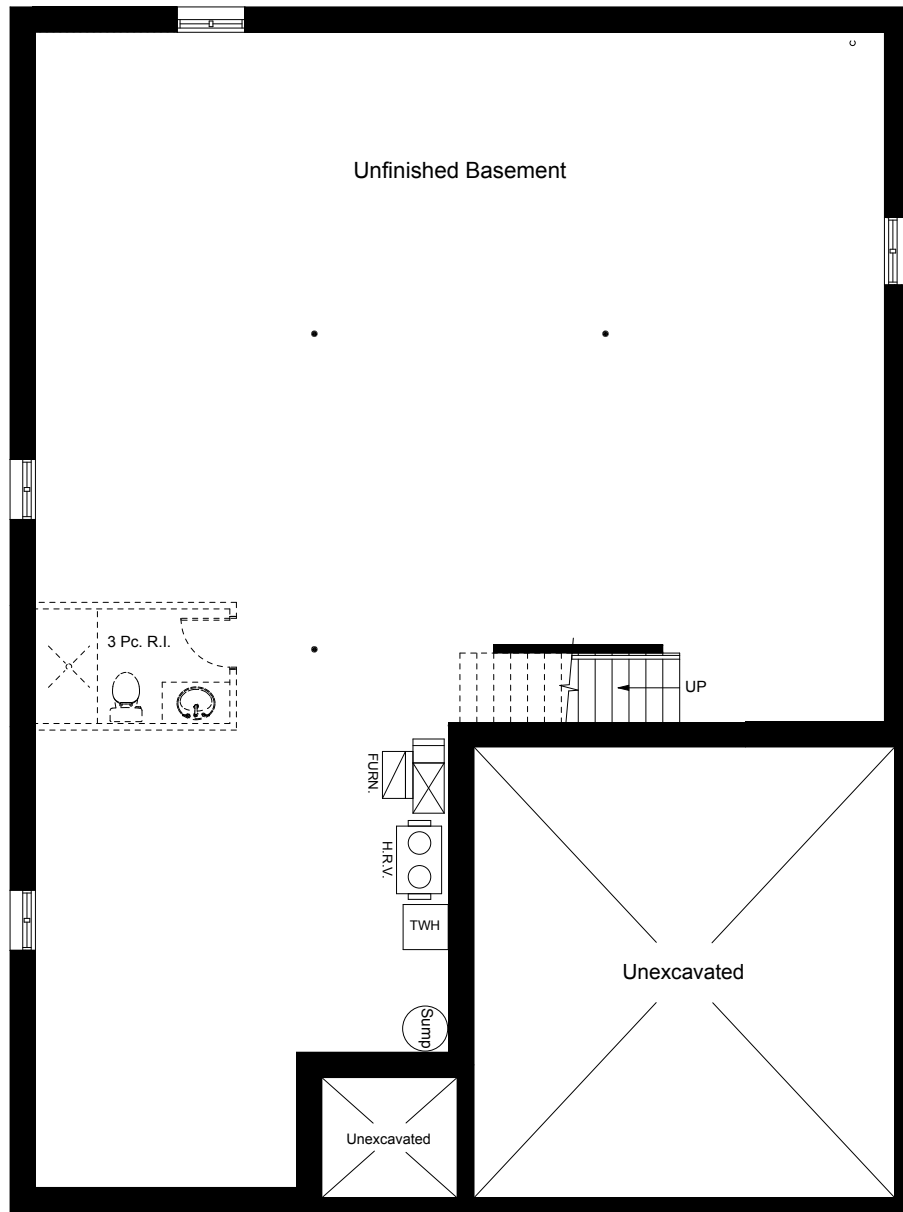 Unfinished Basement
3 Pc. R.I.
UP
FURN.
H.R.V.
TWH
Unexcavated
Sump
Unexcavated